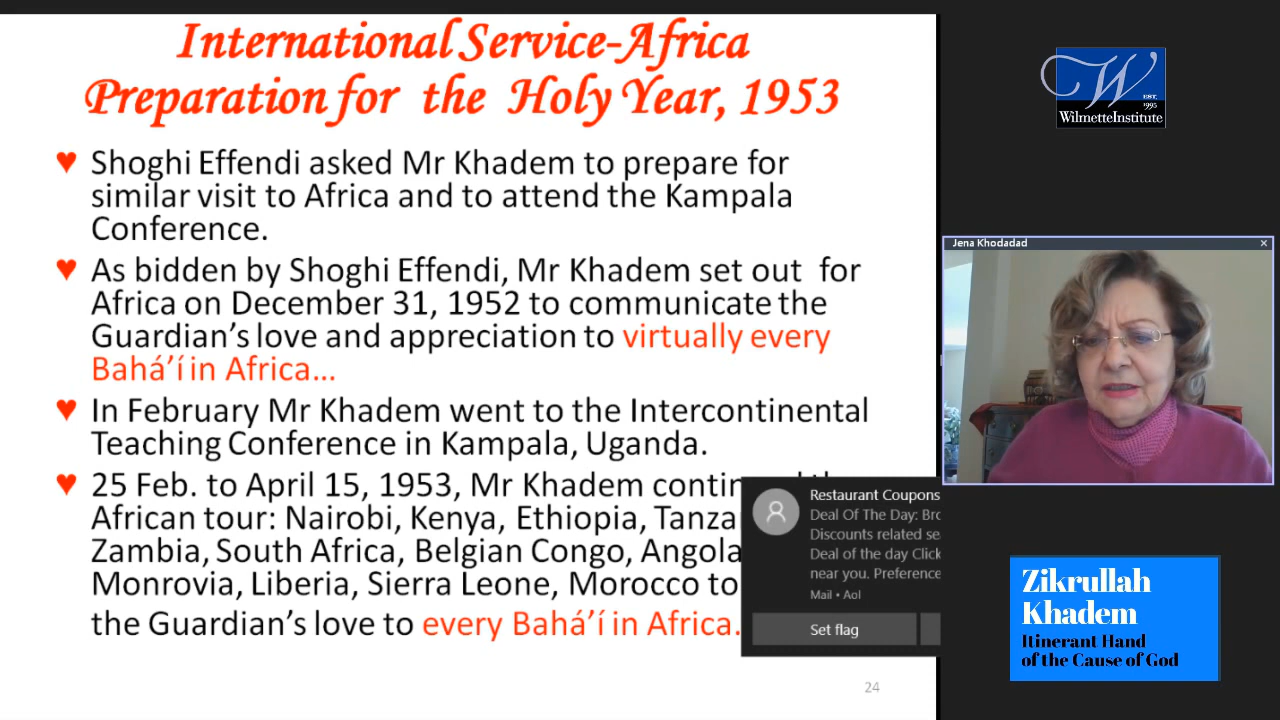 International Service-Africa
Preparation for the Holy Year, 1953
♥ Shoghi Effendi asked Mr Khadem to prepare for
similar visit to Africa and to attend the Kampala
Conference.
♥ As bidden by Shoghi Effendi, Mr Khadem set out for
Africa on December 31, 1952 to communicate the
Guardian’s love and appreciation to virtually every
Bahá’í in Africa…
♥ In February Mr Khadem went to the Intercontinental
Teaching Conference in Kampala, Uganda.
♥ 25 Feb. to April 15, 1953, Mr Khadem
African tour: Nairobi, Kenya, Ethiopia,
Zambia, South Africa, Belgian Congo, Angola
Monrovia, Liberia, Sierra Leone, Morocco to
the Guardian’s love to every Bahá’í in Africa.
24
Restaurant Coupons
Deal Of The Day:
Discounts related
Deal of the day Click
near you. Preference
Mail • Aol
Set flag
W
EST.
1995
WilmetteInstitute
Jena Khodadad
Zikrullah
Khadem
Itinerant Hand
of the Cause of God